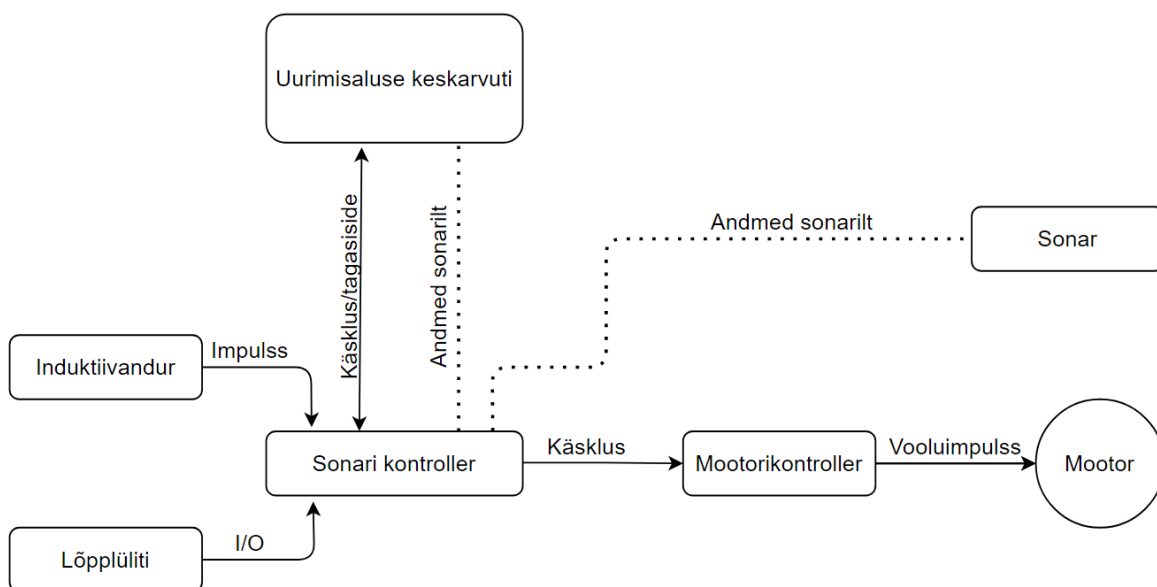 Uurimisaluse keskarvuti
Käsklus/tagasiside
Andmed sonarilt
Andmed sonarilt
Sonar
Induktiivandur
Impulss
Sonari kontroller
Käsklus
Mootorikontroller
Vooluimpulss
Mootor
Lõpplüliti
I/O